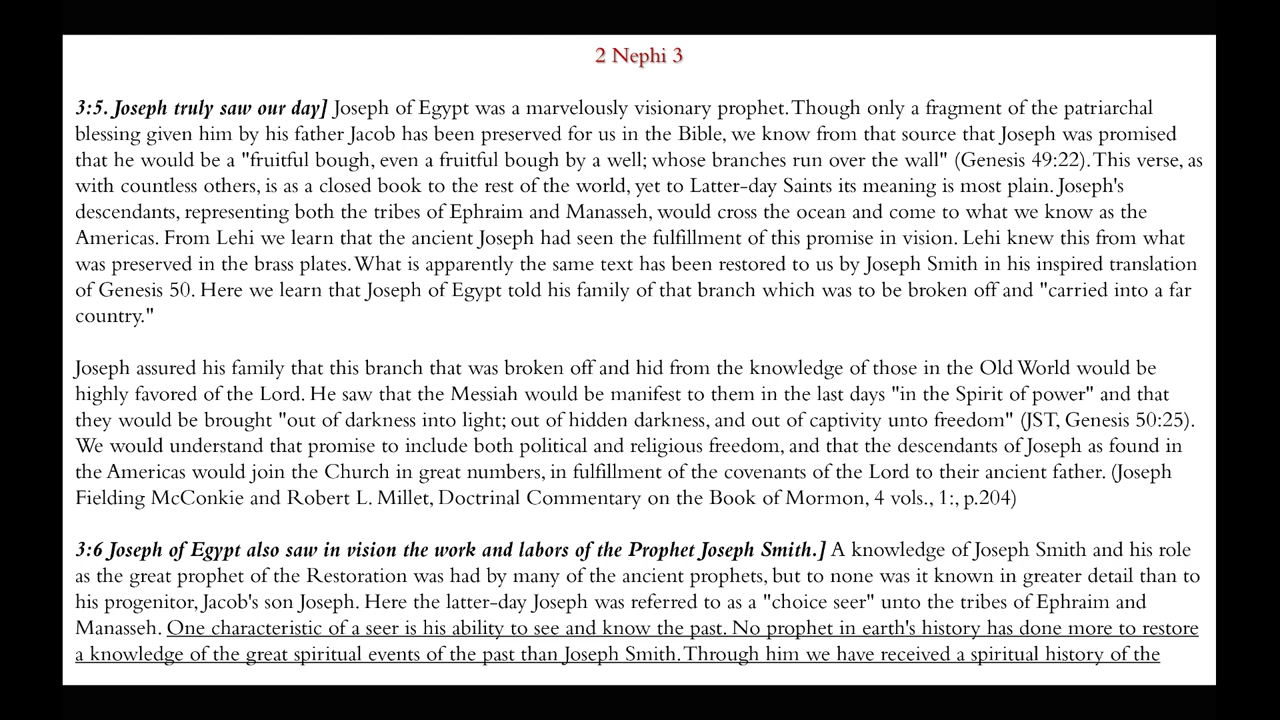 2 Nephi 3
3:5. Joseph truly saw our day] Joseph of Egypt was a marvelously visionary prophet. Though only a fragment of the patriarchal
blessing given him by his father Jacob has been preserved for us in the Bible, we know from that source that Joseph was promised
that he would be a "fruitful bough, even a fruitful bough by a well; whose branches run over the wall" (Genesis 49:22). This verse, as
with countless others, is as a closed book to the rest of the world, yet to Latter-day Saints its meaning is most plain. Joseph's
descendants, representing both the tribes of Ephraim and Manasseh, would cross the ocean and come to what we know as the
Americas. From Lehi we learn that the ancient Joseph had seen the fulfillment of this promise in vision. Lehi knew this from what
was preserved in the brass plates. What is apparently the same text has been restored to us by Joseph Smith in his inspired translation
of Genesis 50. Here we learn that Joseph of Egypt told his family of that branch which was to be broken off and "carried into a far
country."
Joseph assured his family that this branch that was broken off and hid from the knowledge of those in the Old World would be
highly favored of the Lord. He saw that the Messiah would be manifest to them in the last days "in the Spirit of power" and that
they would be brought "out of darkness into light; out of hidden darkness, and out of captivity unto freedom" (JST, Genesis 50:25).
We would understand that promise to include both political and religious freedom, and that the descendants of Joseph as found in
the Americas would join the Church in great numbers, in fulfillment of the covenants of the Lord to their ancient father. (Joseph
Fielding McConkie and Robert L. Millet, Doctrinal Commentary on the Book of Mormon, 4 vols., 1:, p.204)
3:6 Joseph of Egypt also saw in vision the work and labors of the Prophet Joseph Smith.] A knowledge of Joseph Smith and his role
as the great prophet of the Restoration was had by many of the ancient prophets, but to none was it known in greater detail than to
his progenitor, Jacob's son Joseph. Here the latter-day Joseph was referred to as a "choice seer" unto the tribes of Ephraim and
Manasseh. One characteristic of a seer is his ability to see and know the past. No prophet in earth's history has done more to restore
a knowledge of the great spiritual events of the past than Joseph Smith. Through him we have received a spiritual history of the